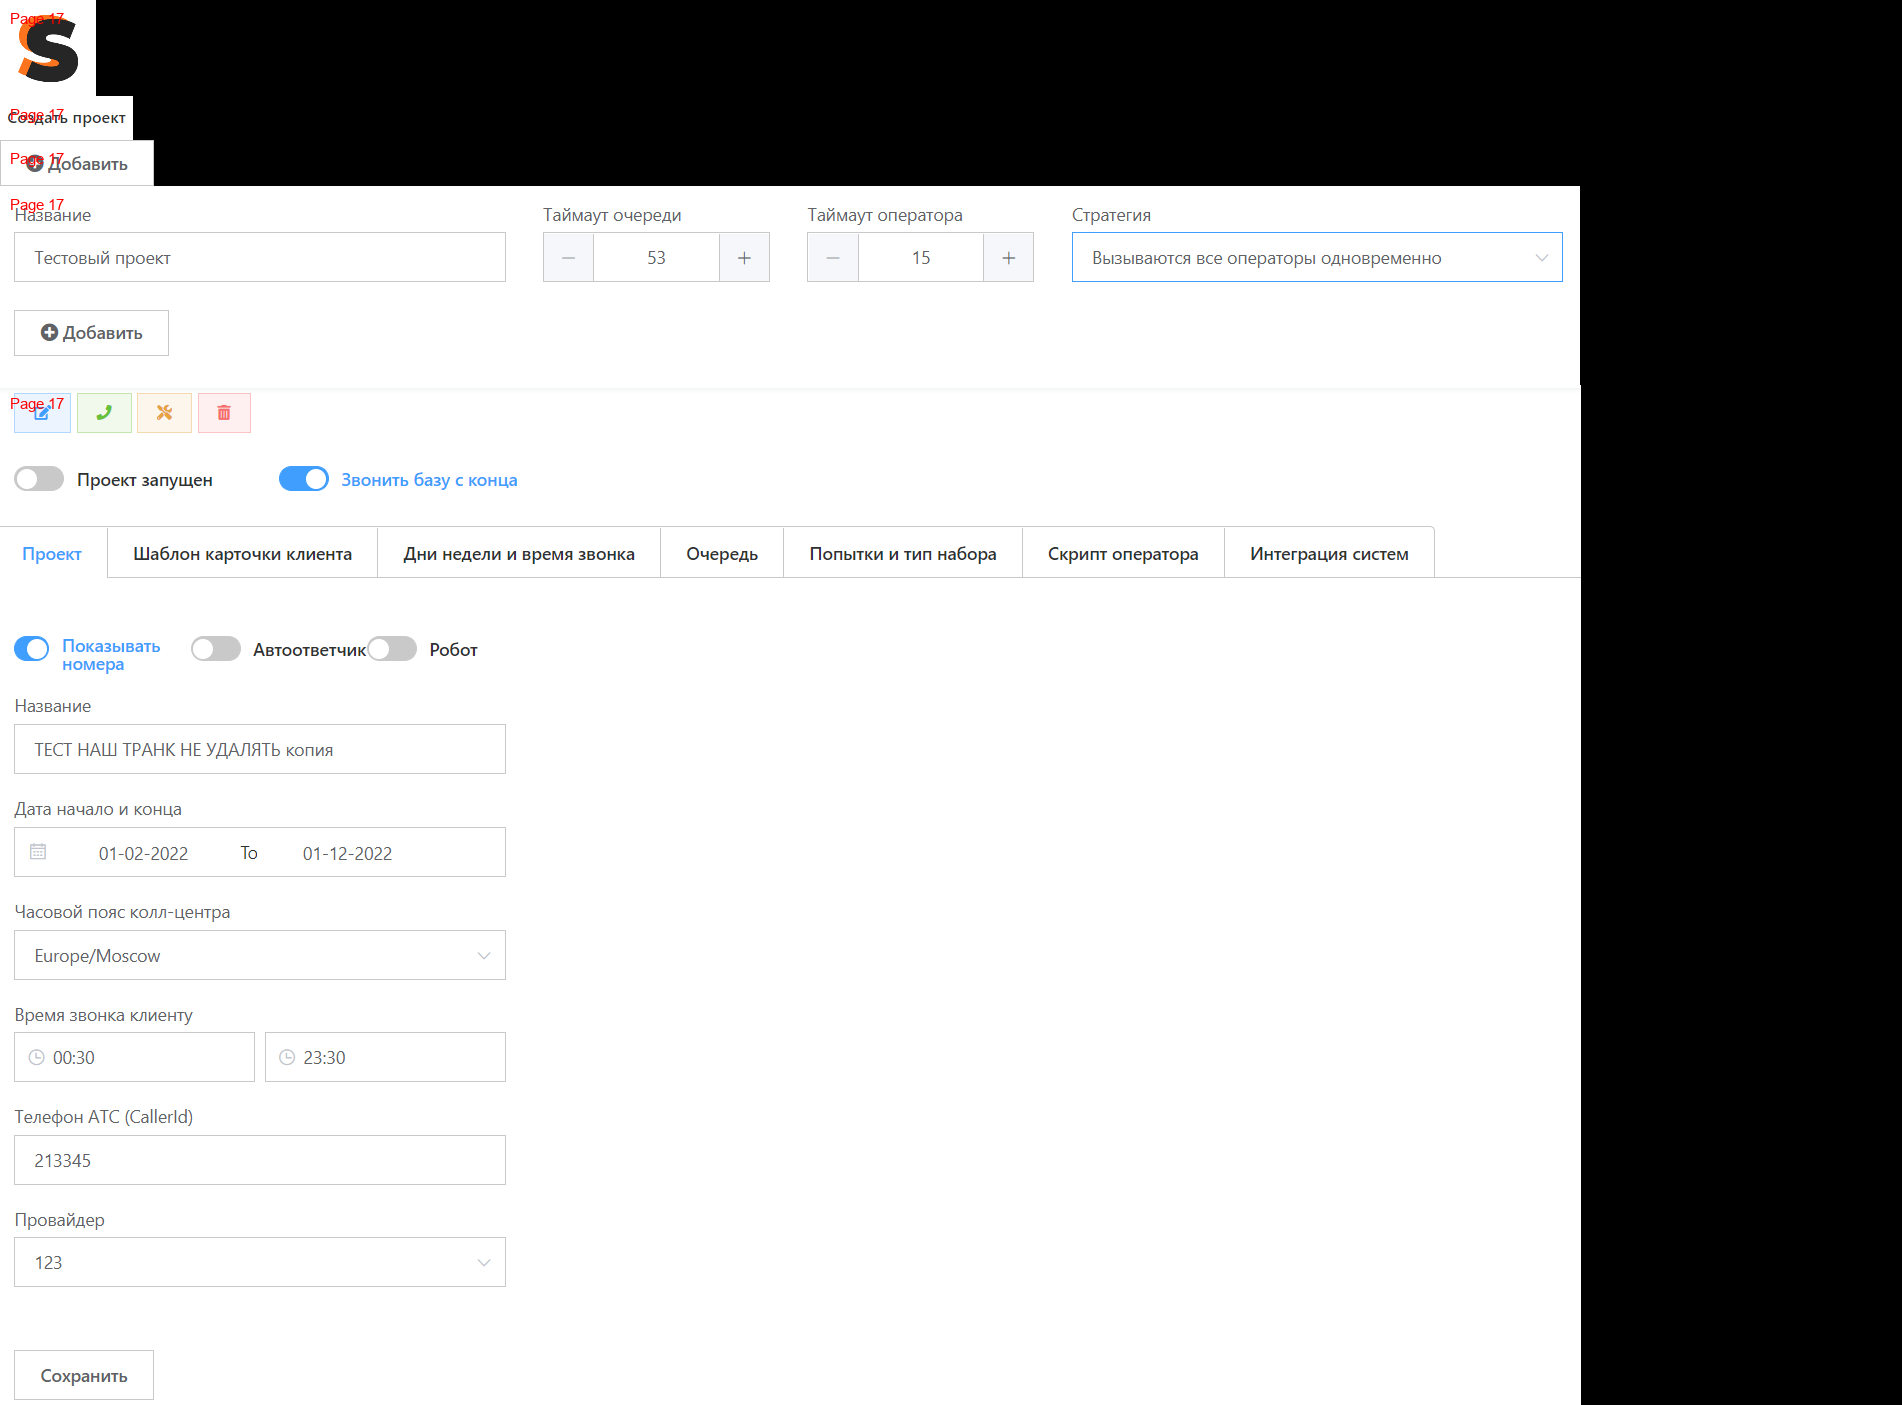 Page 17
S
Page 17
Создать проект
Page 17
Добавить
Page 17
Название
Таймаут очереди
Таймаут оператора
Стратегия
Тестовый проект
53
15
Вызываются все операторы одновременно
Добавить
Page 17
Проект запущен
Звонить базу с конца
Проект
Шаблон карточки клиента
Дни недели и время звонка
Очередь
Попытки и тип набора
Скрипт оператора
Интеграция систем
Показывать
номера
Автоответчик
Робот
Название
ТЕСТ НАШ ТРАНК НЕ УДАЛЯТЬ копия
Дата начало и конца
01-02-2022 To 01-12-2022
Часовой пояс колл-центра
Europe/Moscow
Время звонка клиенту
00:30
23:30
Телефон АТС (CallerId)
213345
Провайдер
123
Сохранить